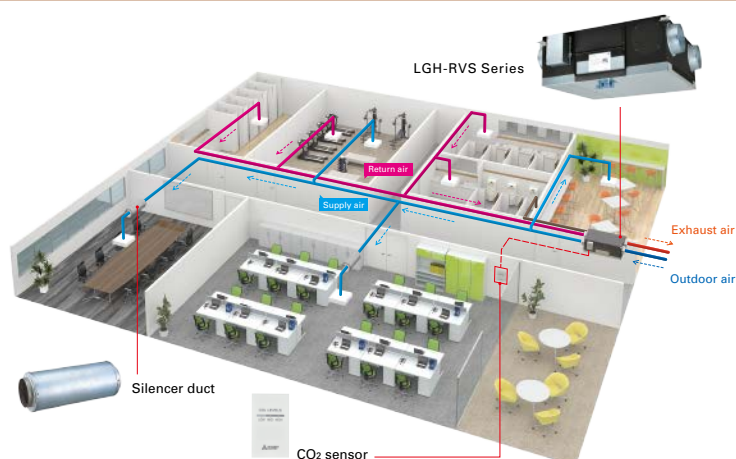 LGH-RVS Series
Return air
Supply air
Exhaust air
Outdoor air
Silencer duct
CO₂ sensor